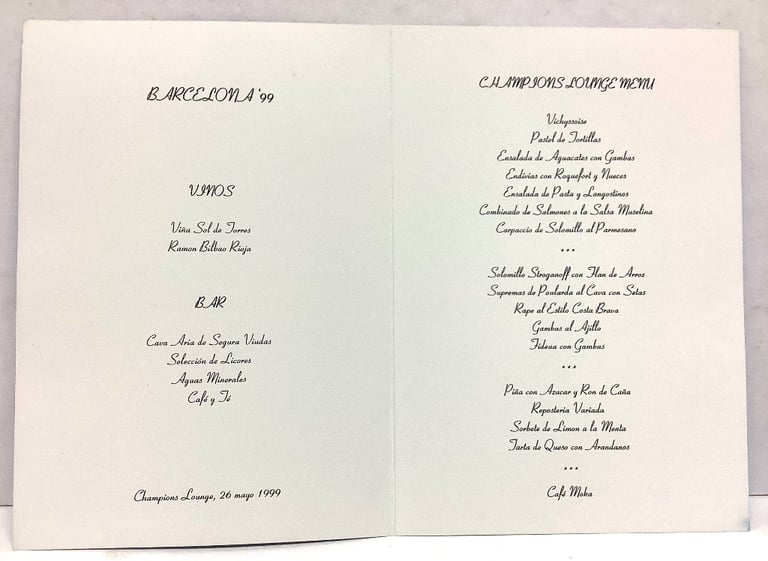 BARCELONA '99
VINOS
Viña Sol de Torres
Ramon Bilbao Rioja
BAR
Cava Aria de Segura Viudas
Selección de Licores
Aguas Minerales
Café y Té
Champions Lounge, 26 mayo 1999
CHAMPIONS LOUNGE MENU
Vichyssoise
Pastel de Tortillas
Ensalada de Aguacates con Gambas
Endivias con Roquefort y Nueces
Ensalada de Pasta y Langostinos
Combinado de Salmones a la Salsa Muselina
Carpaccio de Solomillo al Parmesano
***
Solomillo Stroganoff con Flan de Arroz
Supremas de Poularda al Cava con Setas
Rape al Estilo Costa Brava
Gambas al Ajillo
Fideua con Gambas
***
Piña con Azucar y Ron de Caña
Reposteria Variada
Sorbete de Limon a la Menta
Tarta de Queso con Arandanos
***
Café Moka